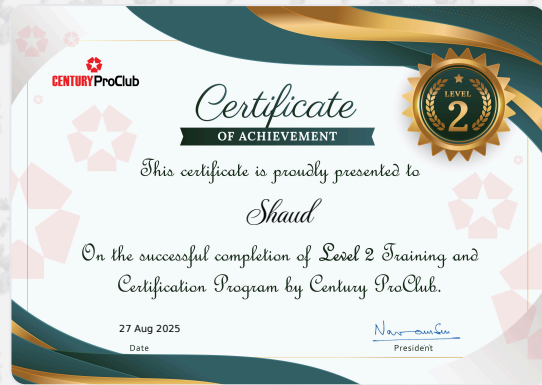 CENTURY ProClub
LEVEL
2
Certificate
OF ACHIEVEMENT
This certificate is proudly presented to
Shaud
On the successful completion of Level 2 Training and
Certification Program by Century ProClub.
27 Aug 2025
Date
President